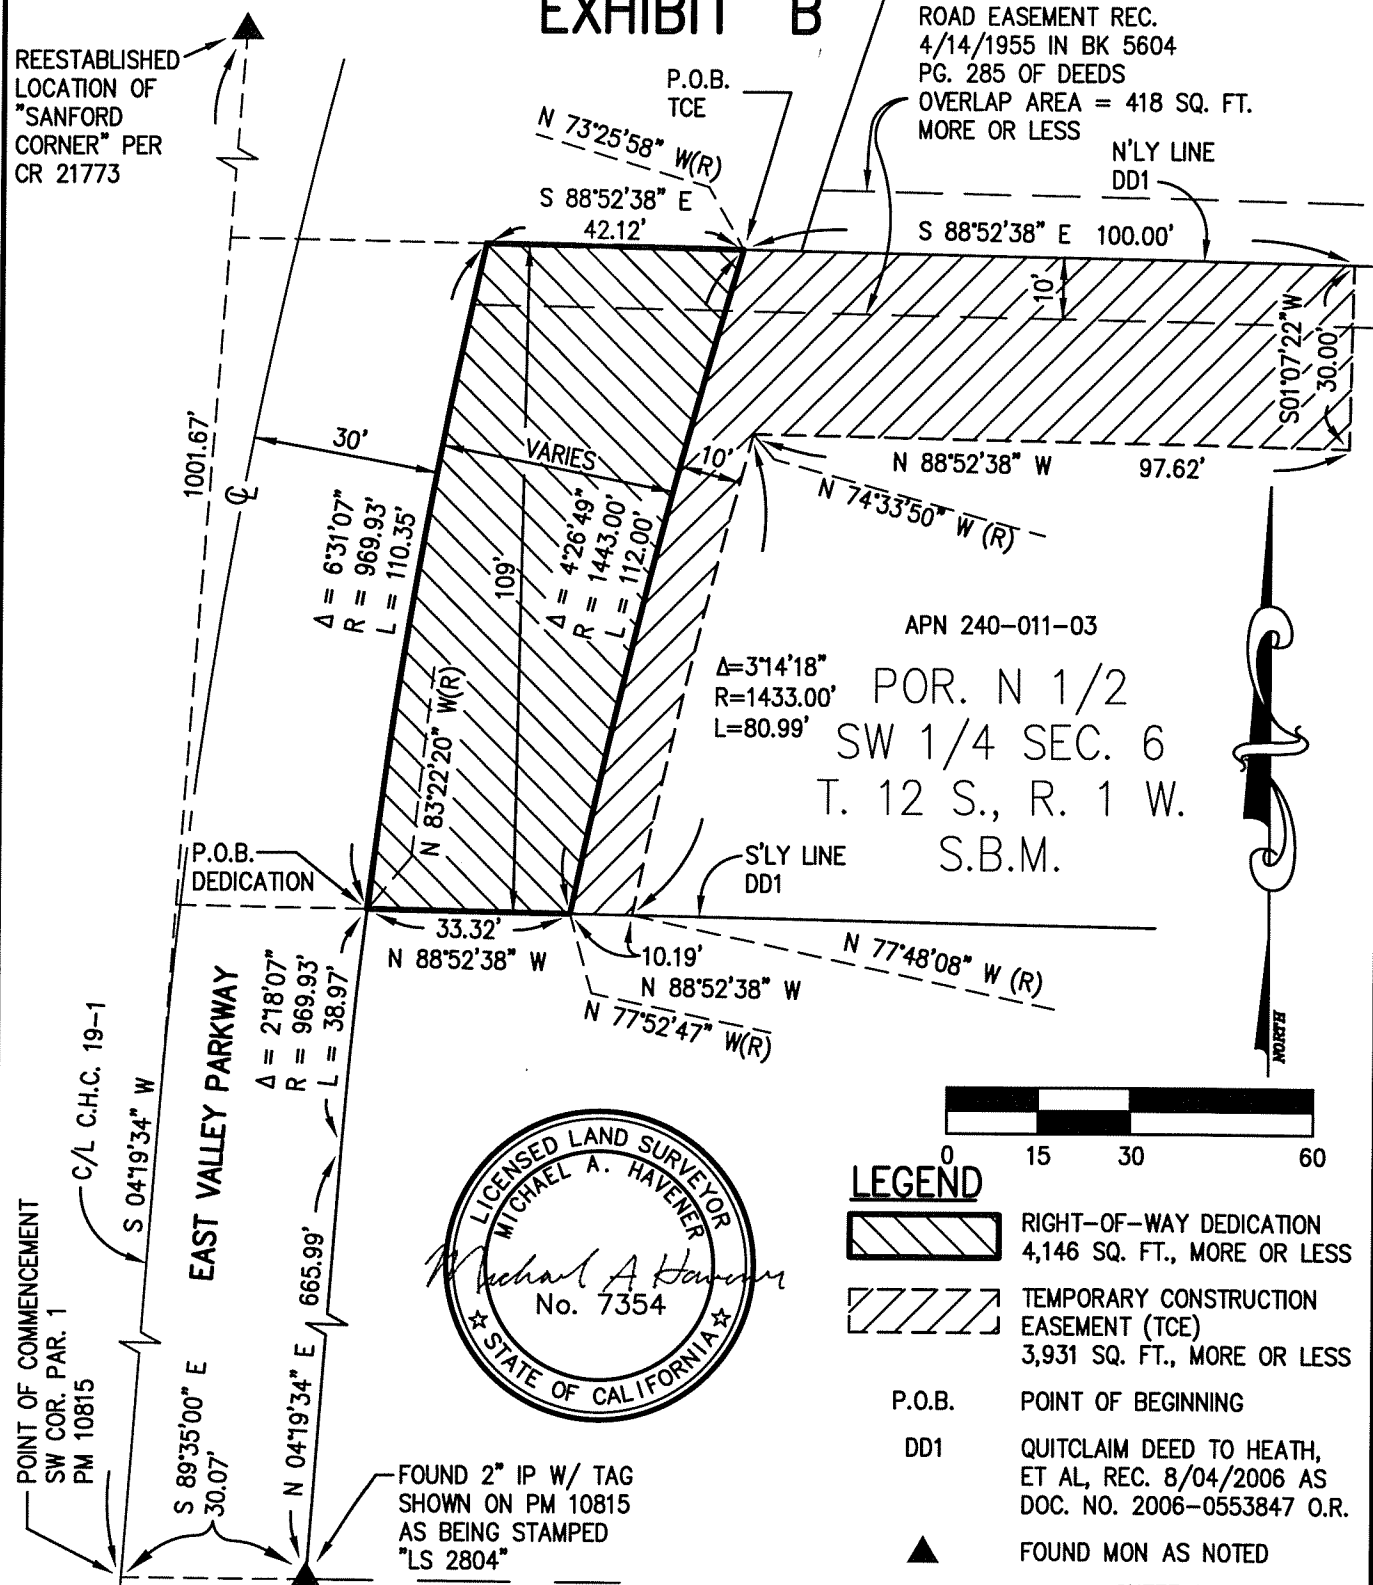 EXHIBIT "B"
REESTABLISHED
LOCATION OF
"SANFORD
CORNER" PER
CR 21773
P.O.B.
TCE
ROAD EASEMENT REC.
4/14/1955 IN BK 5604
PG. 285 OF DEEDS
OVERLAP AREA = 418 SQ. FT.
MORE OR LESS
N'LY LINE
DD1
N 73°25'58" W(R)
S 88°52'38" E
42.12'
S 88°52'38" E 100.00'
10'
S01°07'22"W
30.00'
1001.67'
30'
VARIES
10'
N 88°52'38" W 97.62'
N 74°33'50" W (R)
℄
Δ = 6°31'07"
R = 969.93'
L = 110.35'
109'
Δ = 4°26'49"
R = 1443.00'
L = 112.00'
APN 240-011-03
Δ=3°14'18"
R=1433.00'
L=80.99'
POR. N 1/2
SW 1/4 SEC. 6
T. 12 S., R. 1 W.
S.B.M.
N 83°22'20" W(R)
P.O.B.
DEDICATION
S'LY LINE
DD1
33.32'
N 88°52'38" W
10.19'
N 88°52'38" W
N 77°48'08" W (R)
N 77°52'47" W(R)
NORTH
Δ = 2°18'07"
R = 969.93'
L = 38.97'
EAST VALLEY PARKWAY
C/L C.H.C. 19-1
S 04°19'34" W
0 15 30 60
LICENSED LAND SURVEYOR
MICHAEL A. HAVENER
Michael A Havener
No. 7354
STATE OF CALIFORNIA
LEGEND
RIGHT-OF-WAY DEDICATION
4,146 SQ. FT., MORE OR LESS
TEMPORARY CONSTRUCTION
EASEMENT (TCE)
3,931 SQ. FT., MORE OR LESS
P.O.B. POINT OF BEGINNING
DD1 QUITCLAIM DEED TO HEATH,
ET AL, REC. 8/04/2006 AS
DOC. NO. 2006-0553847 O.R.
FOUND MON AS NOTED
POINT OF COMMENCEMENT
SW COR. PAR. 1
PM 10815
S 89°35'00" E
30.07'
N 04°19'34" E 665.99'
FOUND 2" IP W/ TAG
SHOWN ON PM 10815
AS BEING STAMPED
"LS 2804"